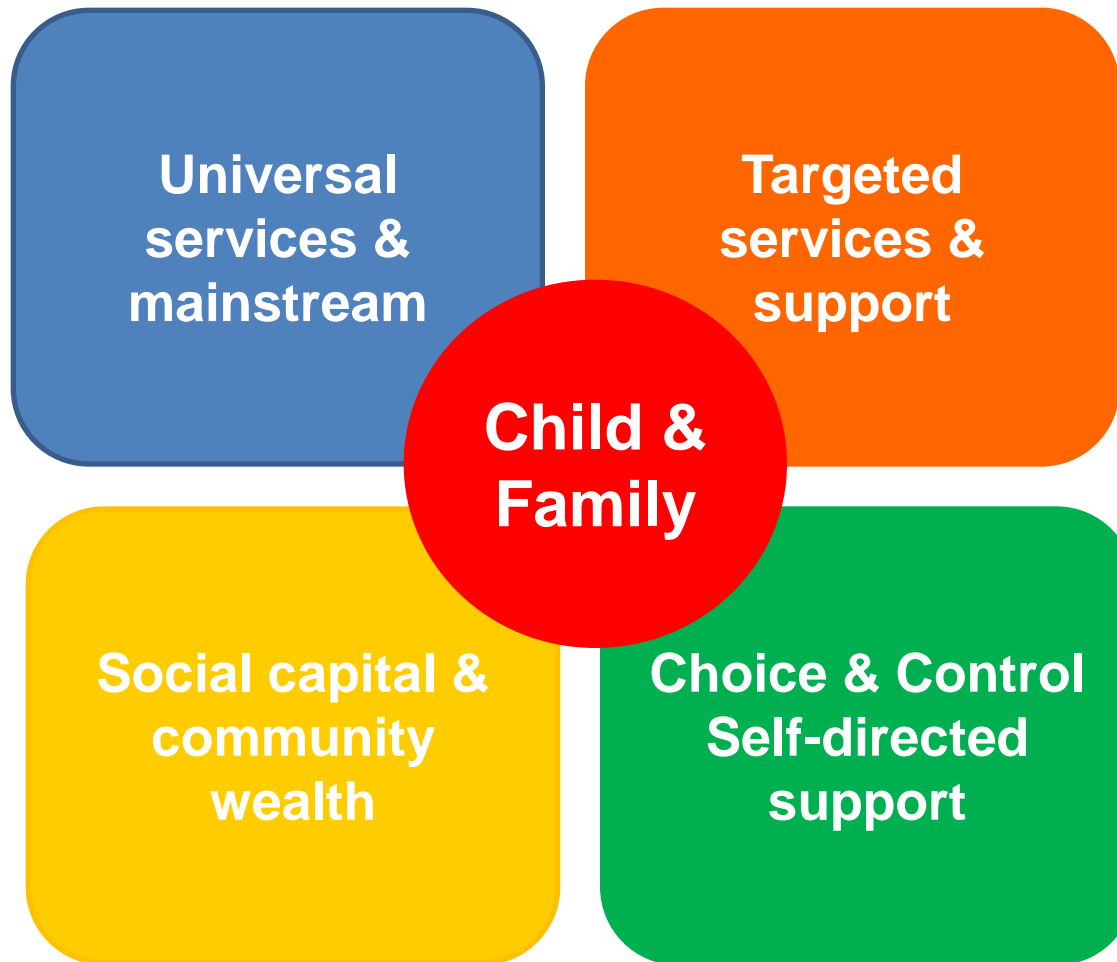 Universal
services &
mainstream
Targeted
services &
support
Child &
Family
Social capital &
community
wealth
Choice & Control
Self-directed
support